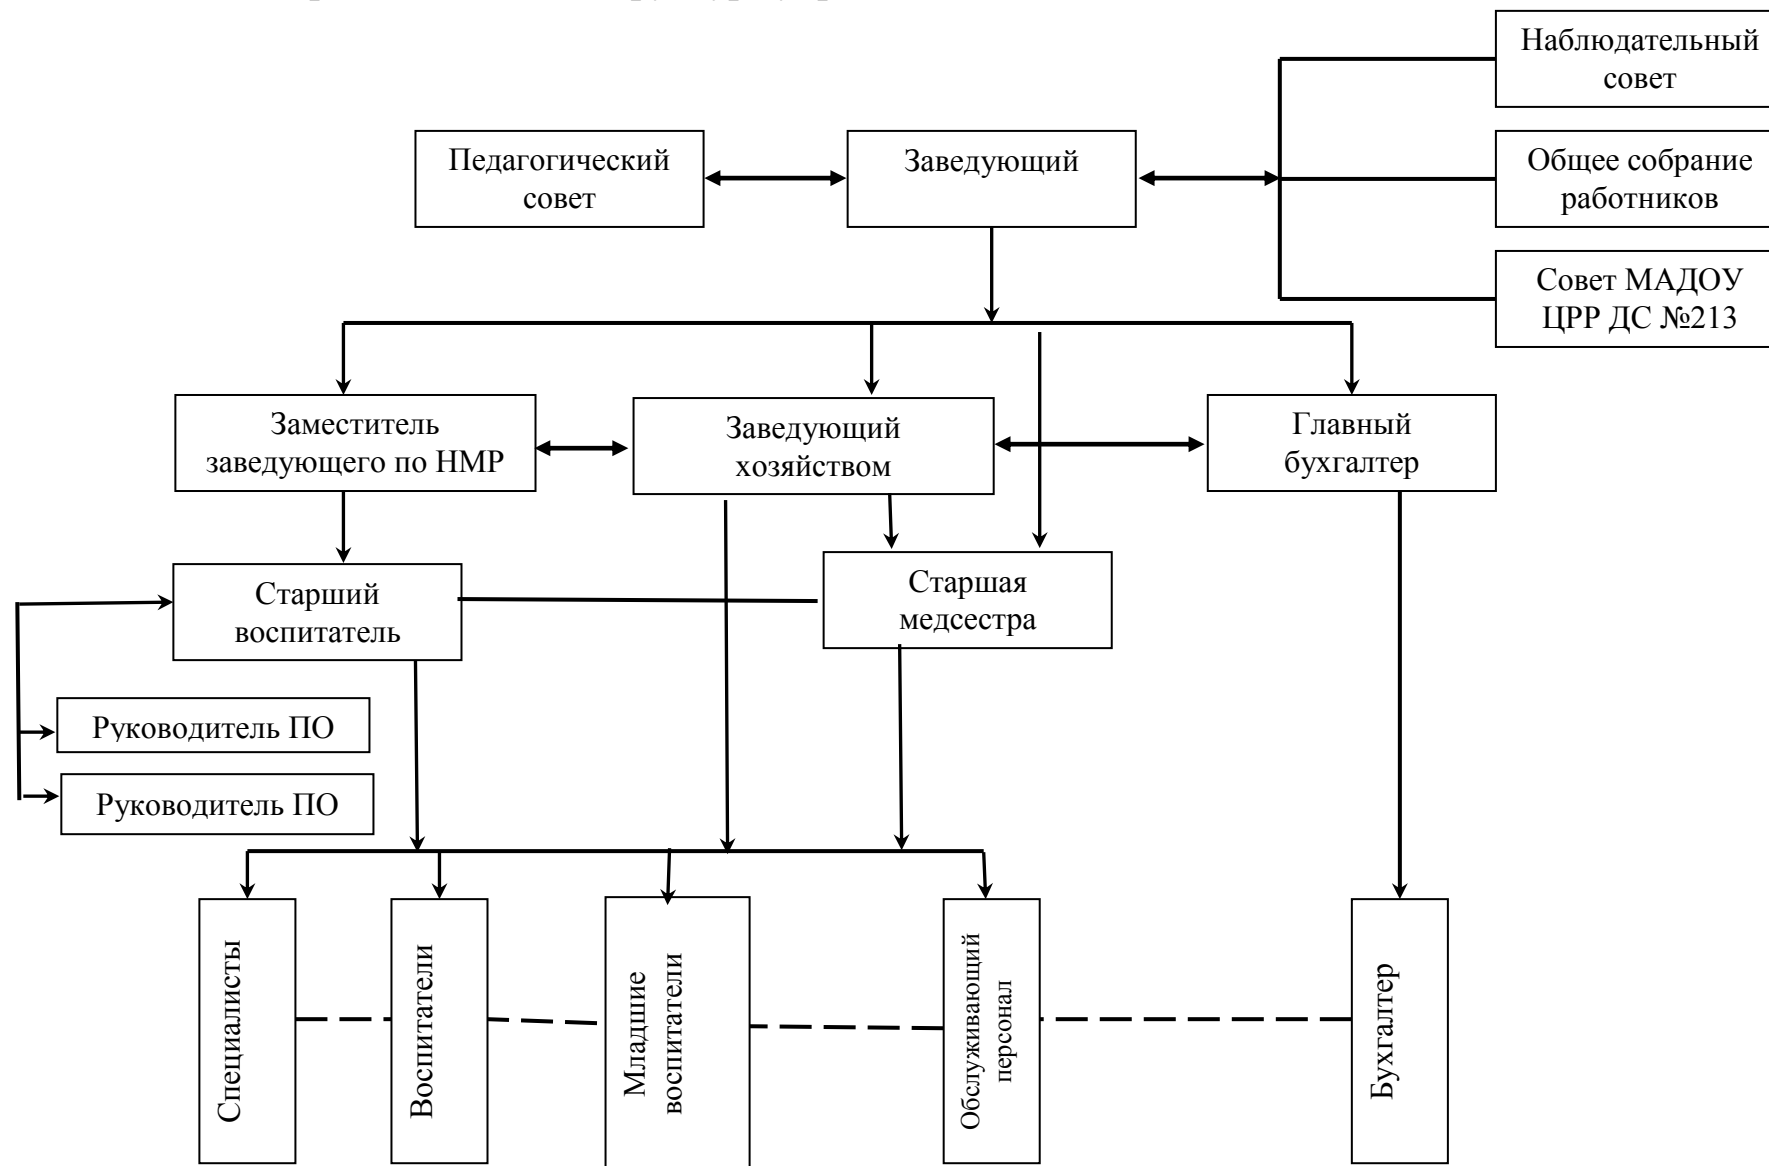 Наблюдательный
совет
Педагогический
совет
Заведующий
Общее собрание
работников
Совет МАДОУ
ЦРР ДС №213
Заместитель
заведующего по НМР
Заведующий
хозяйством
Главный
бухгалтер
Старший
воспитатель
Старшая
медсестра
Руководитель ПО
Руководитель ПО
Специалисты
Воспитатели
Младшие
воспитатели
Обслуживающий
персонал
Бухгалтер